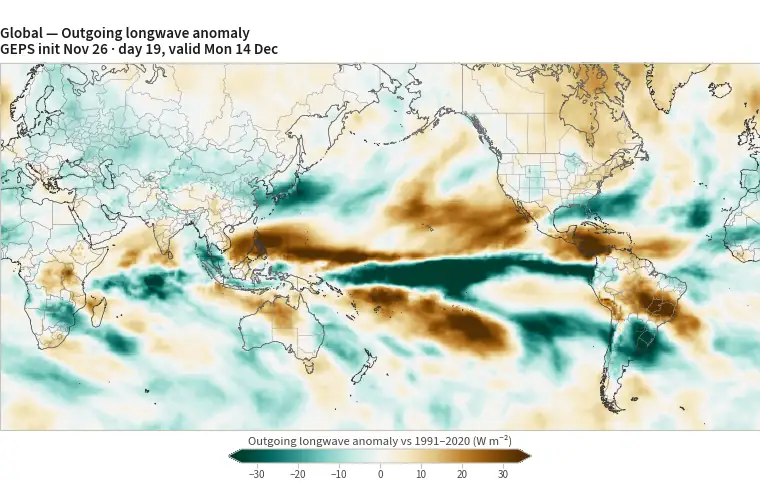 Global — Outgoing longwave anomaly
GEPS init Nov 26 · day 19, valid Mon 14 Dec
Outgoing longwave anomaly vs 1991–2020 (W m⁻²)
−30 −20 −10 0 10 20 30